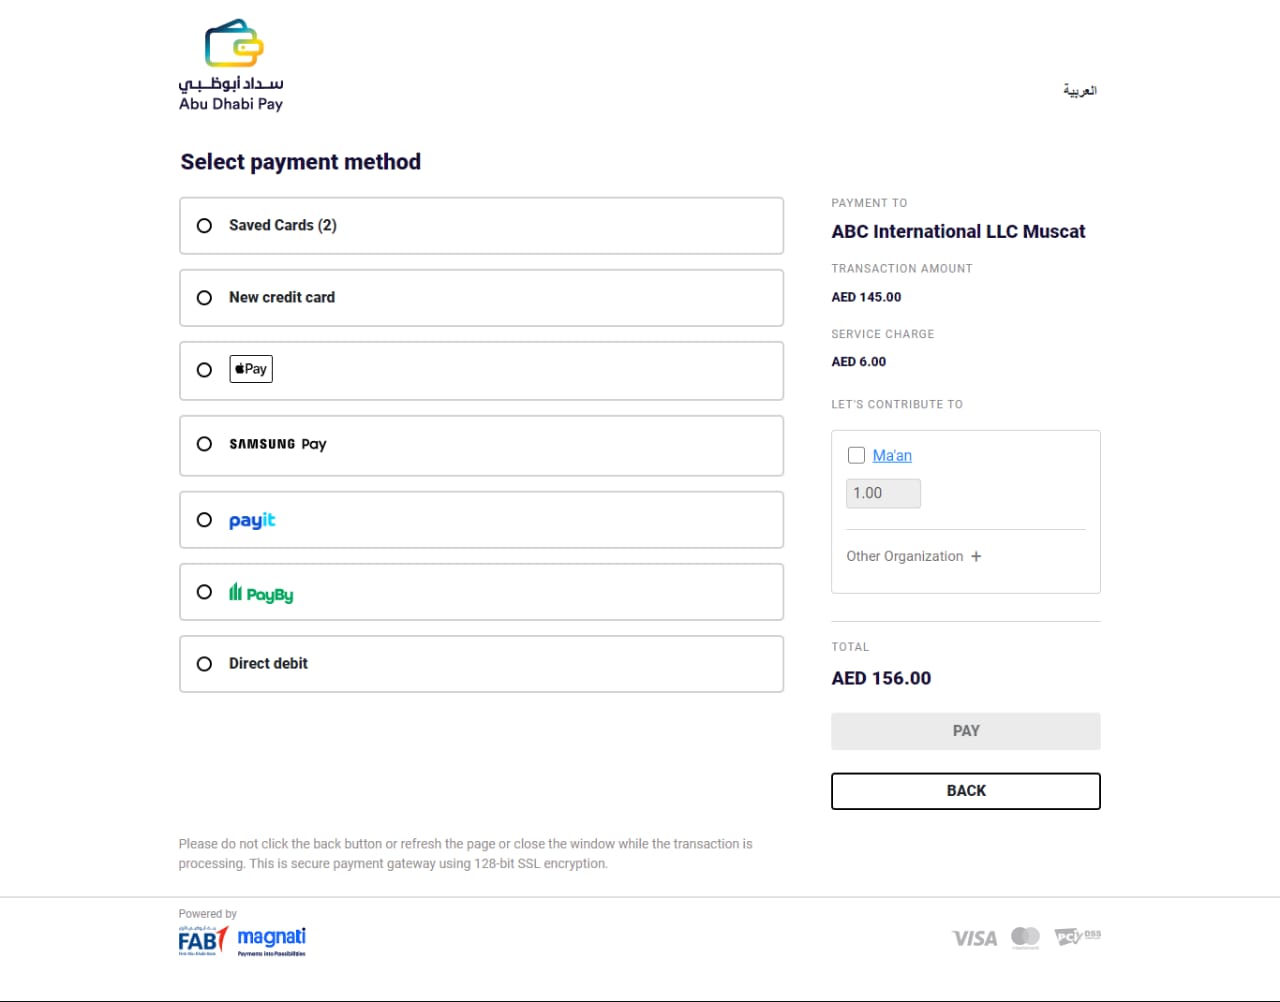 سداد أبوظبي
Abu Dhabi Pay
العربية
Select payment method
Saved Cards (2)
New credit card
Pay
SAMSUNG Pay
payit
PayBy
Direct debit
PAYMENT TO
ABC International LLC Muscat
TRANSACTION AMOUNT
AED 145.00
SERVICE CHARGE
AED 6.00
LET'S CONTRIBUTE TO
Ma'an
1.00
Other Organization +
TOTAL
AED 156.00
PAY
BACK
Please do not click the back button or refresh the page or close the window while the transaction is
processing. This is secure payment gateway using 128-bit SSL encryption.
Powered by
FAB
First Abu Dhabi Bank
magnati
Payments into Possibilities
VISA
PCI DSS